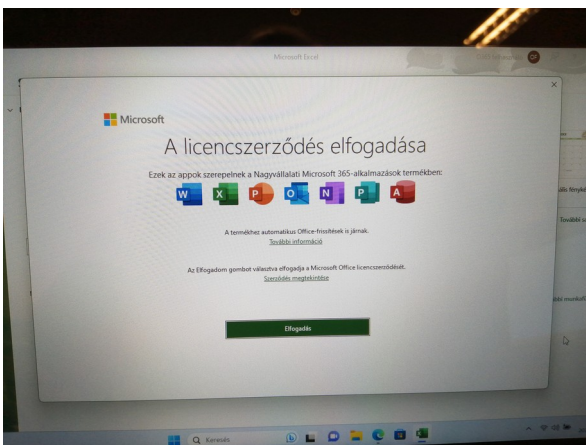 Microsoft Excel
Microsoft
A licencszerződés elfogadása
Ezek az appok szerepelnek a Nagyvállalati Microsoft 365-alkalmazások termékben:
W X P O N P A
A termékhez automatikus Office-frissítések is járnak.
További információ
Az Elfogadom gombot választva elfogadja a Microsoft Office licencszerződését.
Szerződés megtekintése
Elfogadás
További
Keresés